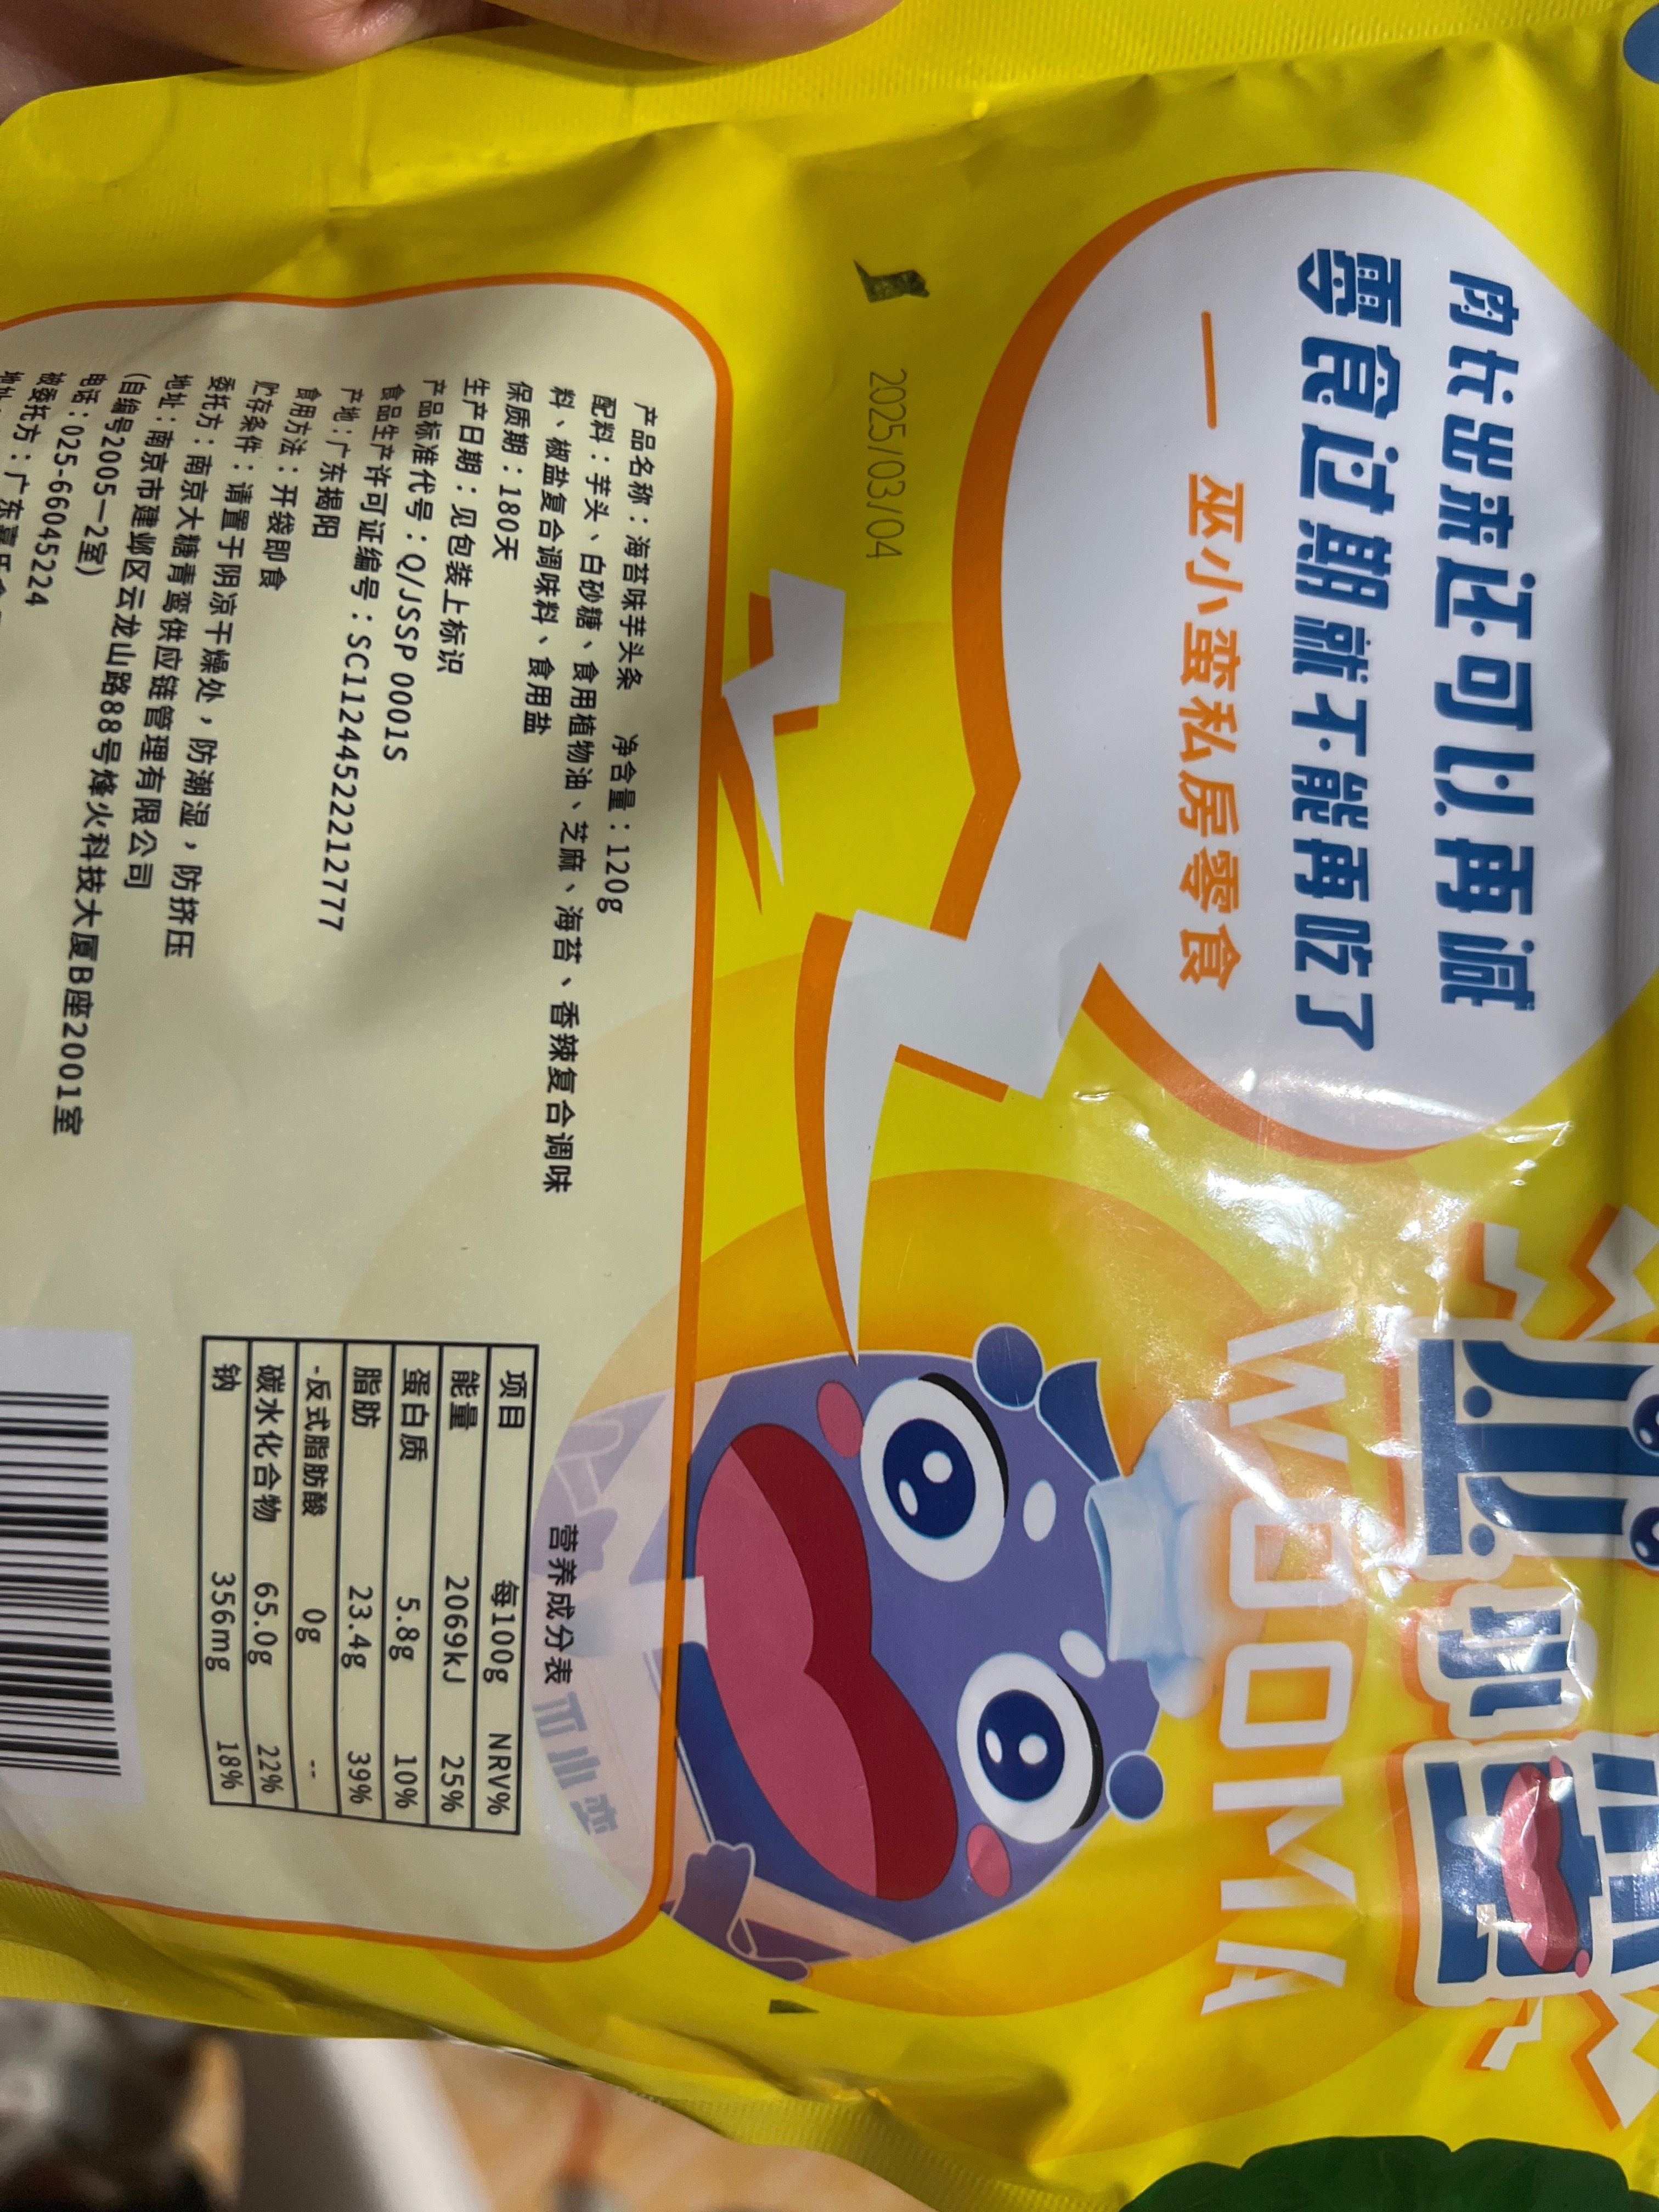 肉长出来还可以再减
零食过期就不能再吃了
— 巫小蛮私房零食
2025/03/04
WOOMA
产品名称：海苔味芋头条 净含量：120g
配料：芋头、白砂糖、食用植物油、芝麻、海苔、香辣复合调味
料、椒盐复合调味料、食用盐
保质期：180天
生产日期：见包装上标识
产品标准代号：Q/JSSP 0001S
食品生产许可证编号：SC11244522212777
产地：广东揭阳
食用方法：开袋即食
贮存条件：请置于阴凉干燥处，防潮湿，防挤压
委托方：南京大糖青鸾供应链管理有限公司
地址：南京市建邺区云龙山路88号烽火科技大厦B座2001室
(自编号2005—2室)
电话：025-66045224
被委托方：广东
营养成分表
项目 每100g NRV%
能量 2069kJ 25%
蛋白质 5.8g 10%
脂肪 23.4g 39%
-反式脂肪酸 0g --
碳水化合物 65.0g 22%
钠 356mg 18%
巫小蛮